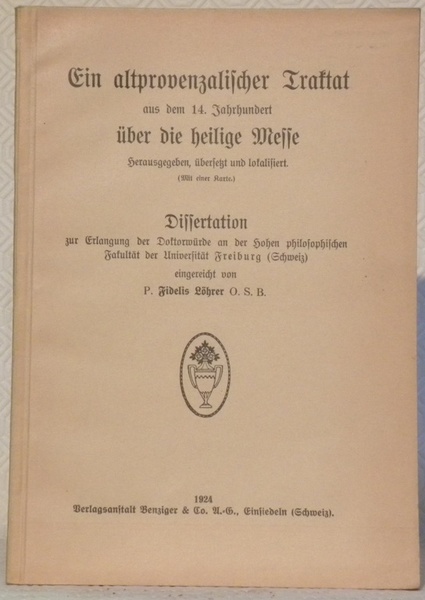 Ein altprovenzalischer Traktat
aus dem 14. Jahrhundert
über die heilige Messe
Herausgegeben, übersetzt und lokalisiert.
(Mit einer Karte.)
Dissertation
zur Erlangung der Doktorwürde an der Hohen philosophischen
Fakultät der Universität Freiburg (Schweiz)
eingereicht von
P. Fidelis Löhrer O. S. B.
1924
Verlagsanstalt Benziger & Co. A.-G., Einsiedeln (Schweiz).